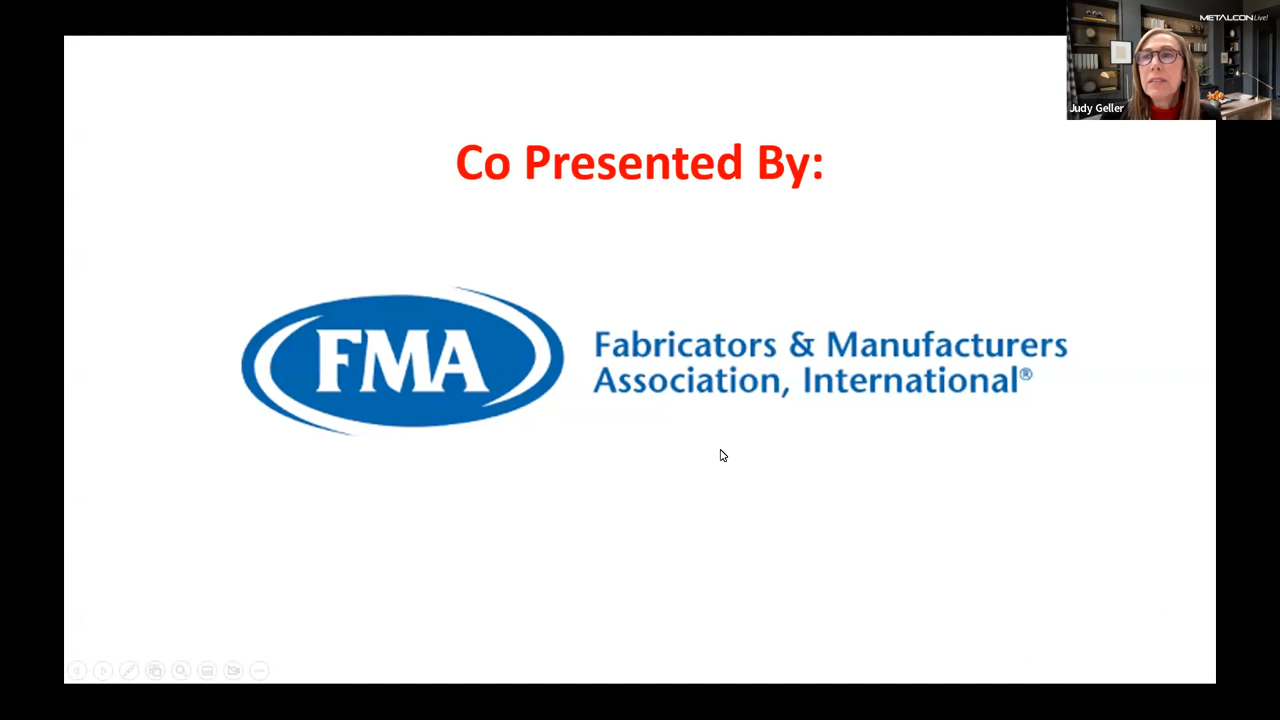 METALCON Live!
Judy Geller
Co Presented By:
FMA
Fabricators & Manufacturers
Association, International®